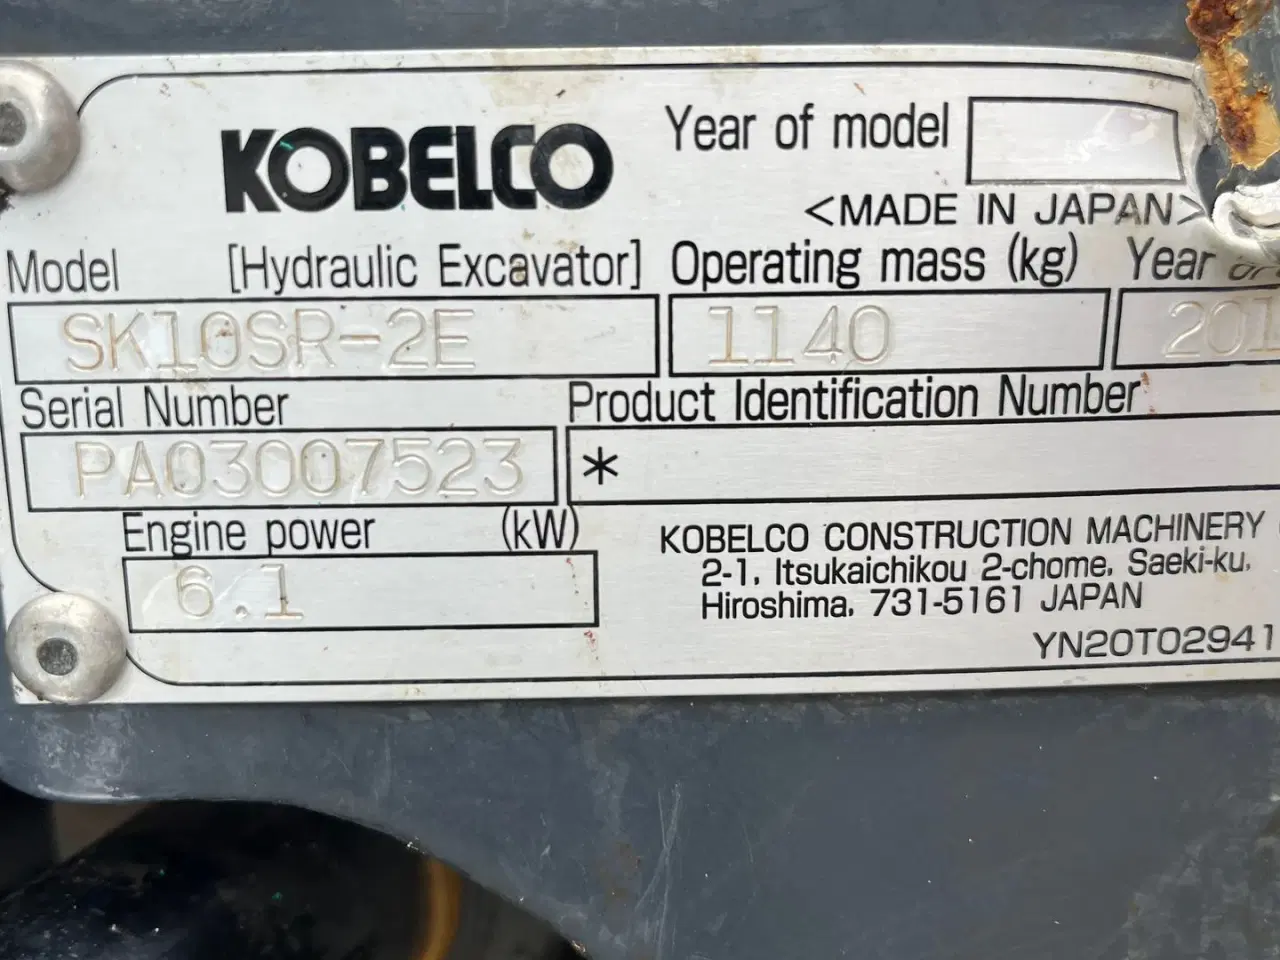 KOBELCO
Year of model
<MADE IN JAPAN>
Model [Hydraulic Excavator] Operating mass (kg) Year
SK10SR-2E 1140 201
Serial Number Product Identification Number
PA03007523 *
Engine power (kW)
6.1
KOBELCO CONSTRUCTION MACHINERY
2-1, Itsukaichikou 2-chome, Saeki-ku,
Hiroshima, 731-5161 JAPAN
YN20T02941